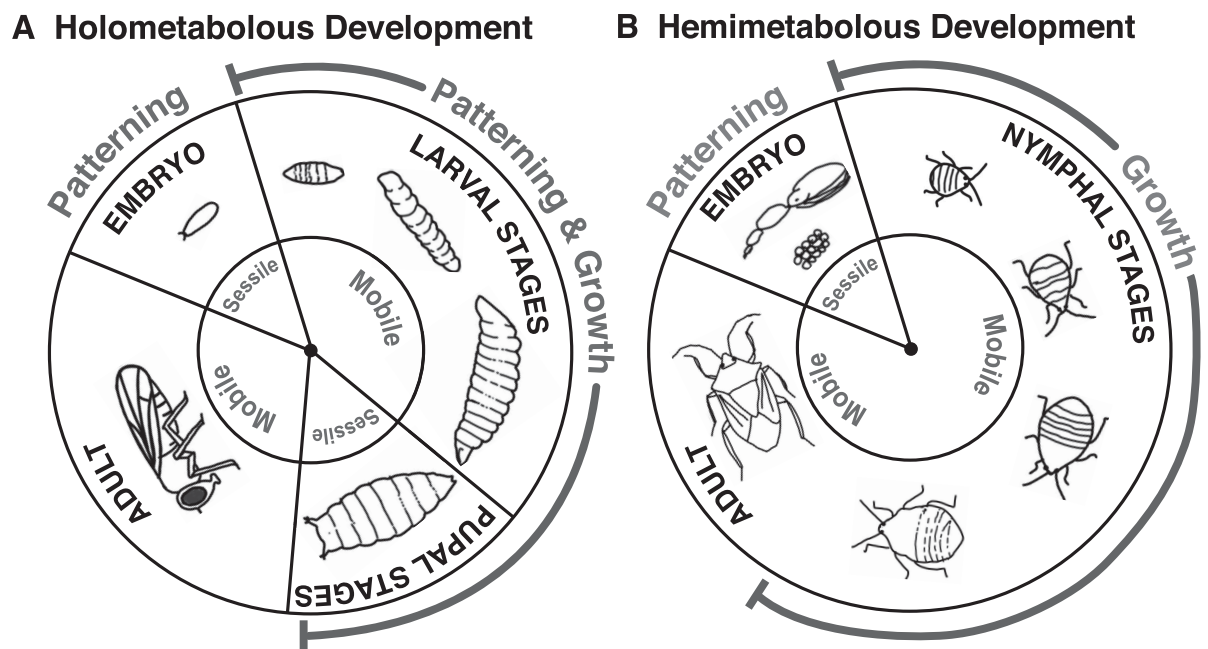 A Holometabolous Development
Patterning
EMBRYO
Sessile
Patterning & Growth
LARVAL STAGES
Mobile
PUPAL STAGES
Sessile
ADULT
Mobile
B Hemimetabolous Development
Patterning
EMBRYO
Sessile
Growth
NYMPHAL STAGES
Mobile
ADULT
Mobile